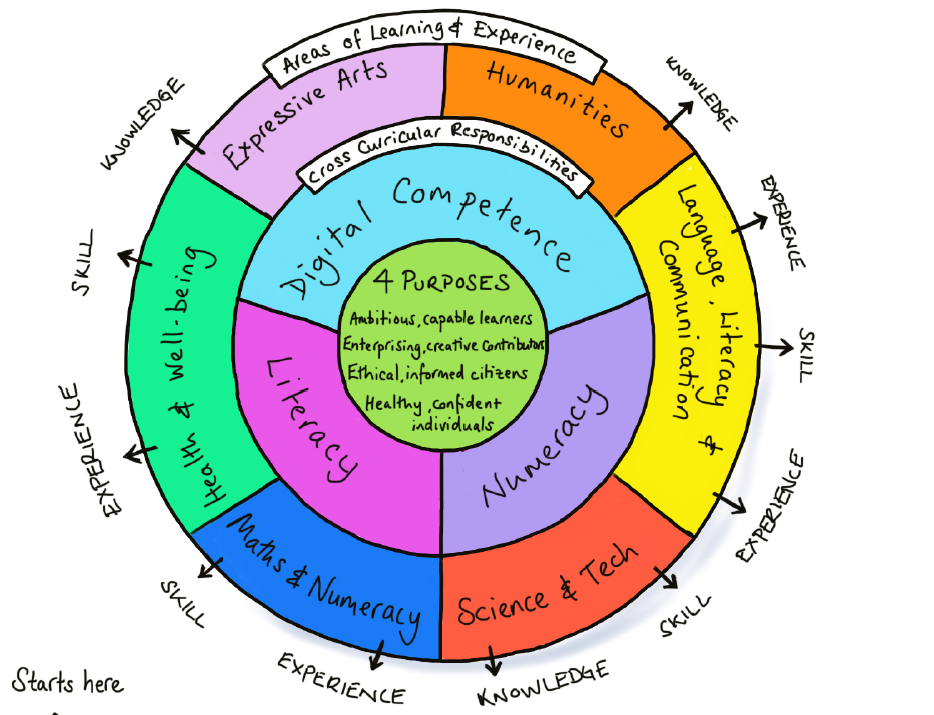 Areas of Learning & Experience
Expressive Arts
Humanities
KNOWLEDGE
KNOWLEDGE
Cross Curricular Responsibilities
Digital Competence
EXPERIENCE
SKILL
Language, Literacy &
Communication
Health & Well-being
4 PURPOSES
Ambitious, capable learners
Enterprising, creative contributors
Ethical, informed citizens
Healthy, confident
individuals
SKILL
Literacy
Numeracy
EXPERIENCE
EXPERIENCE
Maths & Numeracy
Science & Tech
SKILL
SKILL
EXPERIENCE
KNOWLEDGE
Starts here